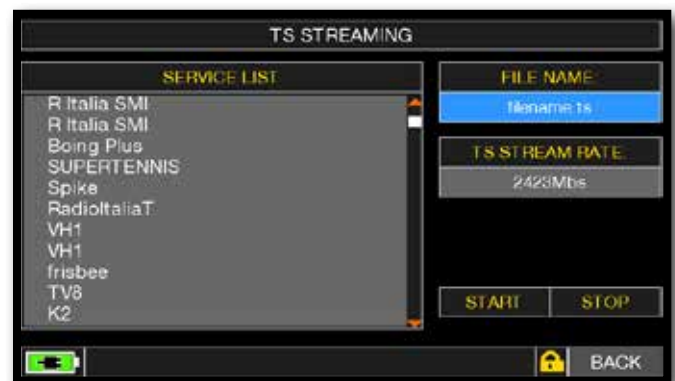 TS STREAMING
SERVICE LIST
R Italia SMI
R Italia SMI
Boing Plus
SUPERTENNIS
Spike
RadioItaliaT
VH1
VH1
frisbee
TV8
K2
FILE NAME
filename.ts
TS STREAM RATE
2423Mbs
START
STOP
BACK